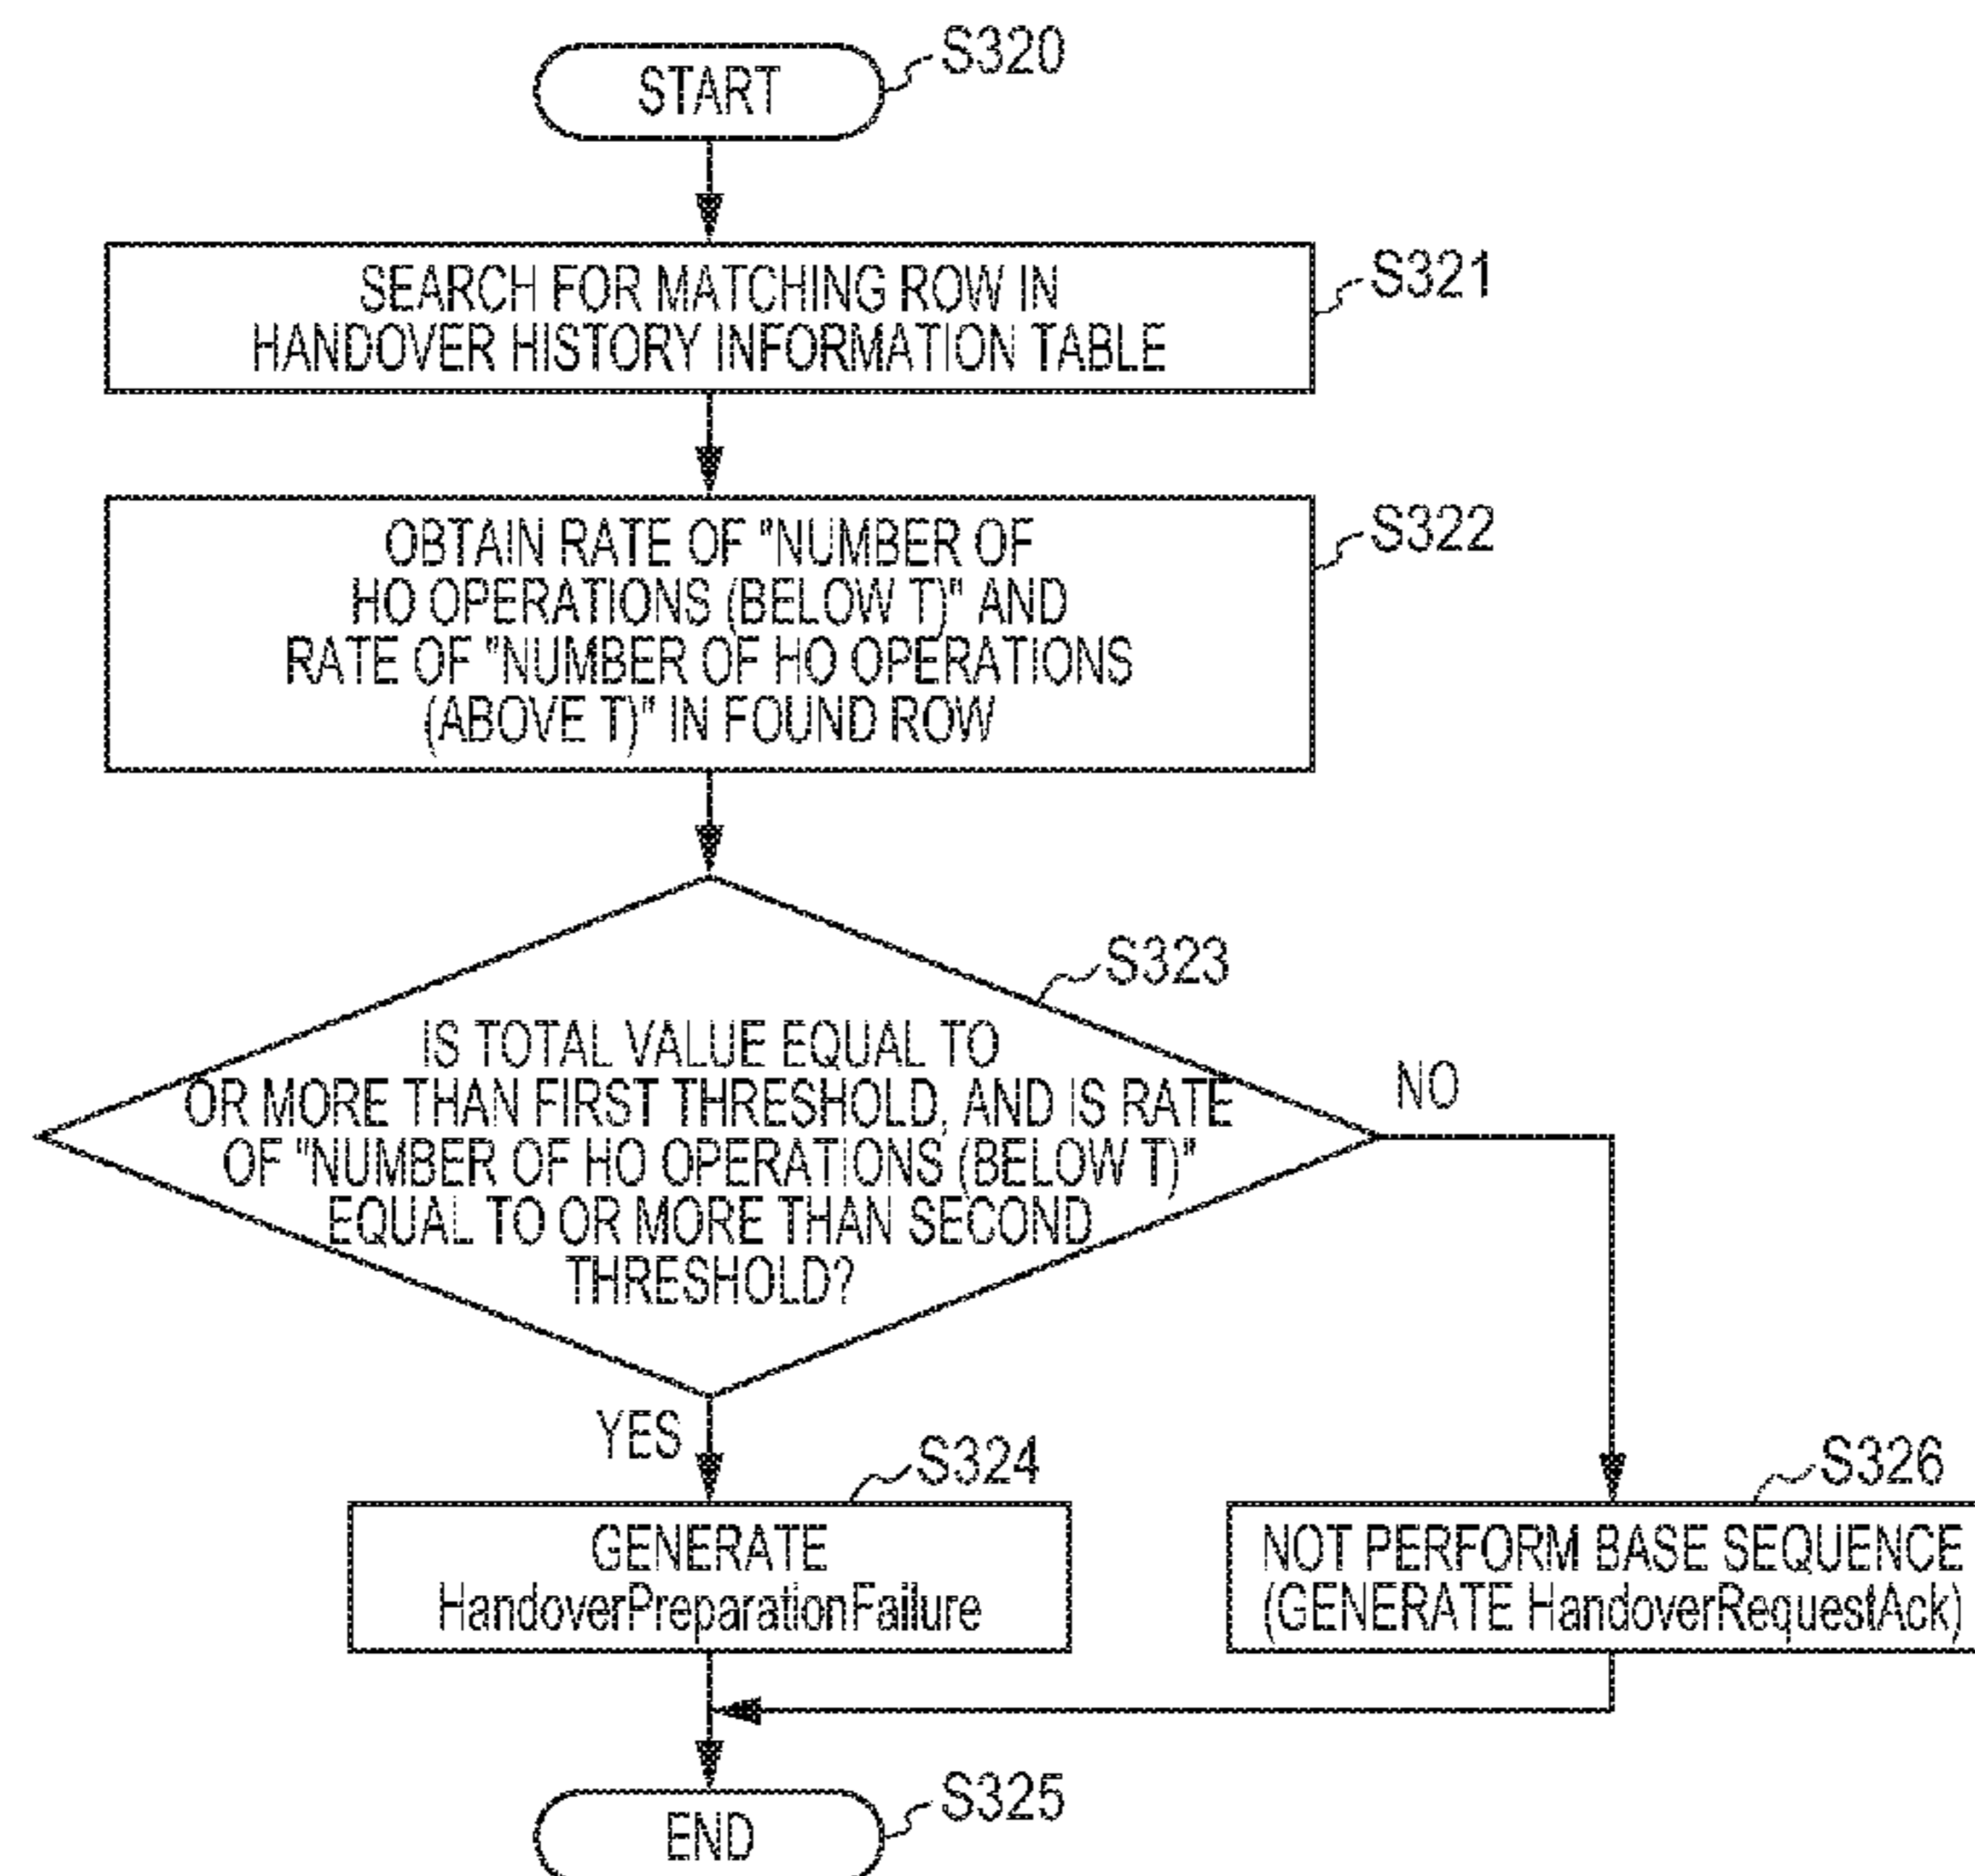 START
S320
SEARCH FOR MATCHING ROW IN
HANDOVER HISTORY INFORMATION TABLE
S321
OBTAIN RATE OF "NUMBER OF
HO OPERATIONS (BELOW T)" AND
RATE OF "NUMBER OF HO OPERATIONS
(ABOVE T)" IN FOUND ROW
S322
S323
IS TOTAL VALUE EQUAL TO
OR MORE THAN FIRST THRESHOLD, AND IS RATE
OF "NUMBER OF HO OPERATIONS (BELOW T)"
EQUAL TO OR MORE THAN SECOND
THRESHOLD?
NO
YES
S324
GENERATE
HandoverPreparationFailure
S326
NOT PERFORM BASE SEQUENCE
(GENERATE HandoverRequestAck)
END
S325